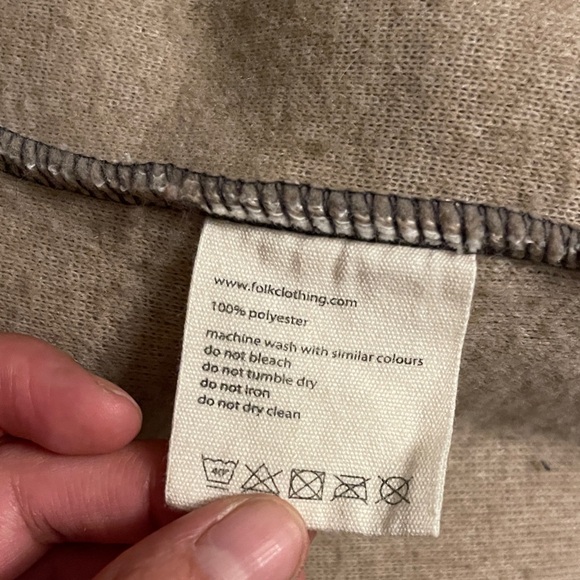 www.folkclothing.com
100% polyester
machine wash with similar colours
do not bleach
do not tumble dry
do not iron
do not dry clean
40°